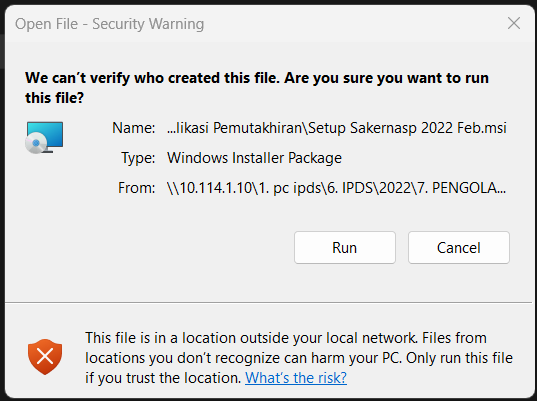 Open File - Security Warning
We can't verify who created this file. Are you sure you want to run
this file?
Name: ...likasi Pemutakhiran\Setup Sakernasp 2022 Feb.msi
Type: Windows Installer Package
From: \\10.114.1.10\1. pc ipds\6. IPDS\2022\7. PENGOLA...
Run Cancel
This file is in a location outside your local network. Files from
locations you don't recognize can harm your PC. Only run this file
if you trust the location. What's the risk?